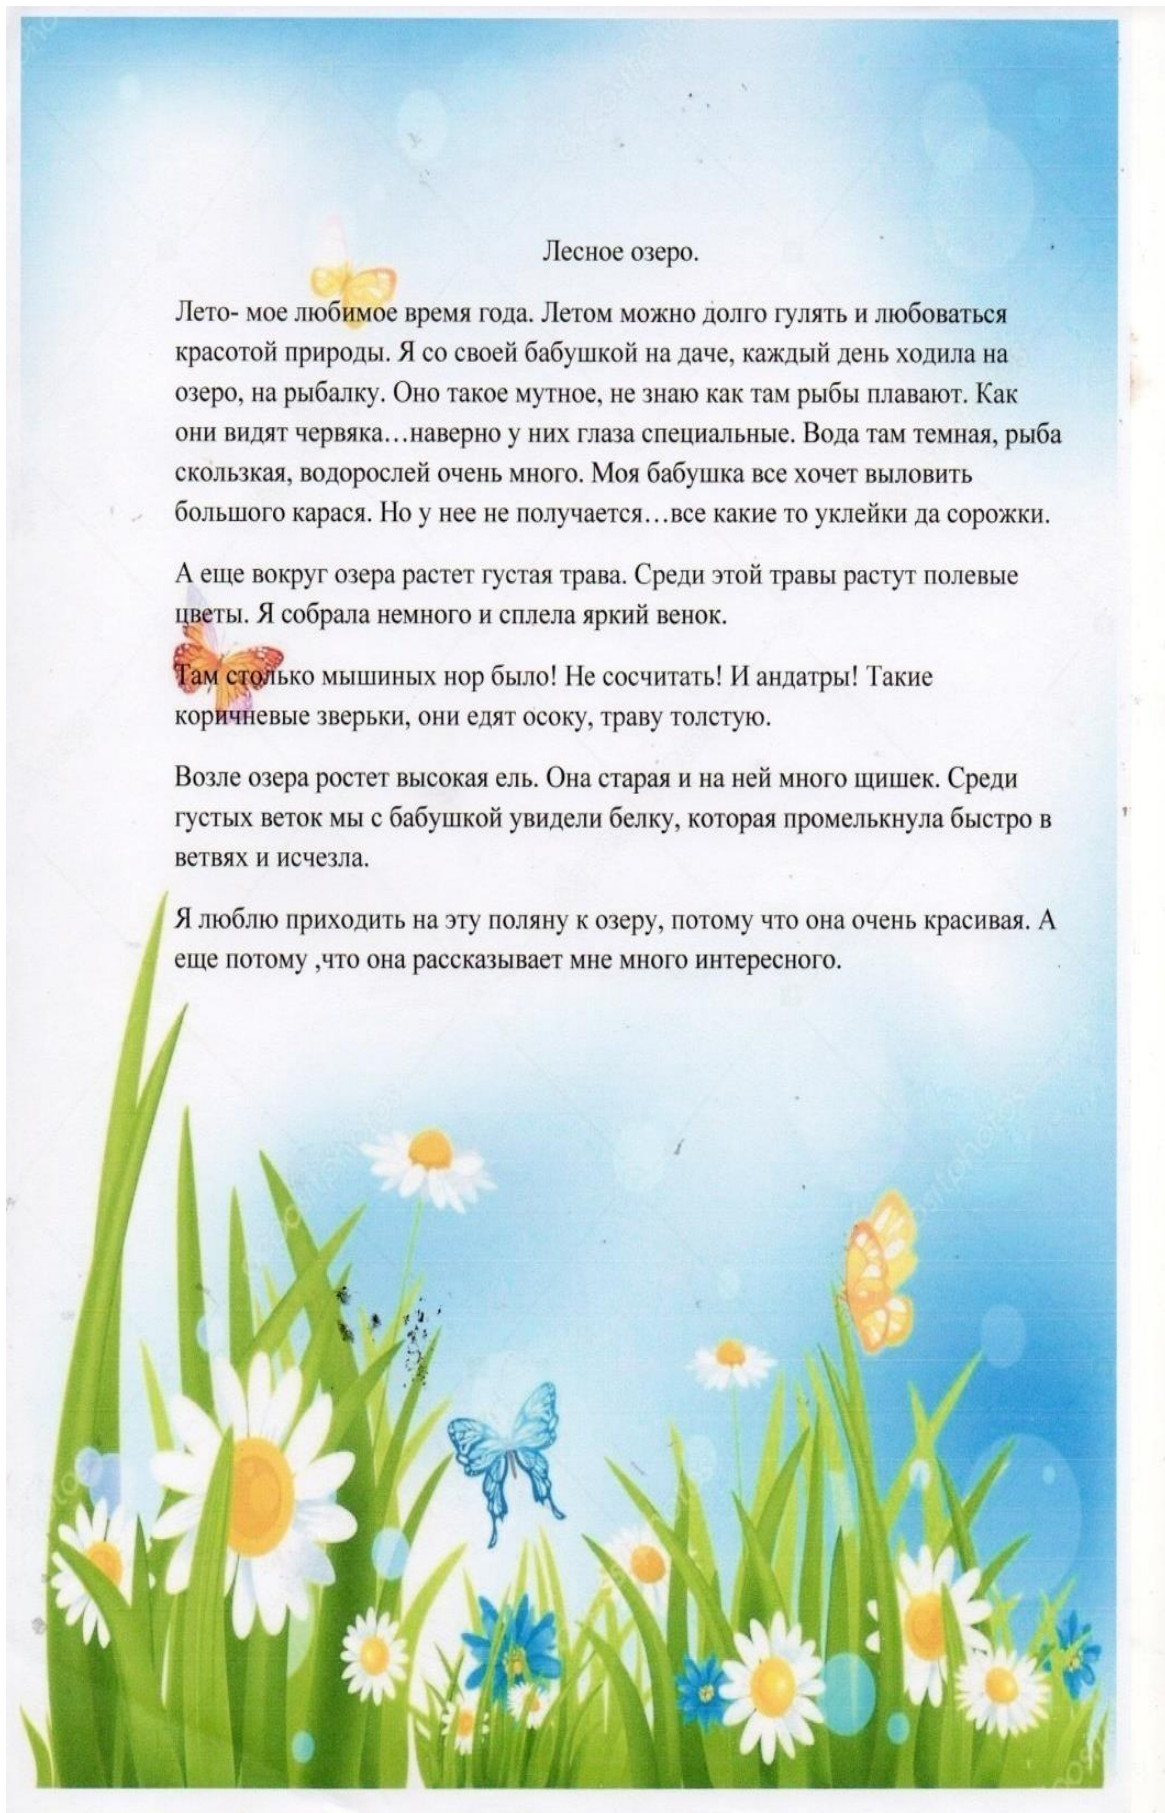 Лесное озеро.
Лето- мое любимое время года. Летом можно долго гулять и любоваться
красотой природы. Я со своей бабушкой на даче, каждый день ходила на
озеро, на рыбалку. Оно такое мутное, не знаю как там рыбы плавают. Как
они видят червяка…наверно у них глаза специальные. Вода там темная, рыба
скользкая, водорослей очень много. Моя бабушка все хочет выловить
большого карася. Но у нее не получается…все какие то уклейки да сорожки.
А еще вокруг озера растет густая трава. Среди этой травы растут полевые
цветы. Я собрала немного и сплела яркий венок.
Там столько мышиных нор было! Не сосчитать! И андатры! Такие
коричневые зверьки, они едят осоку, траву толстую.
Возле озера ростет высокая ель. Она старая и на ней много щишек. Среди
густых веток мы с бабушкой увидели белку, которая промелькнула быстро в
ветвях и исчезла.
Я люблю приходить на эту поляну к озеру, потому что она очень красивая. А
еще потому ,что она рассказывает мне много интересного.